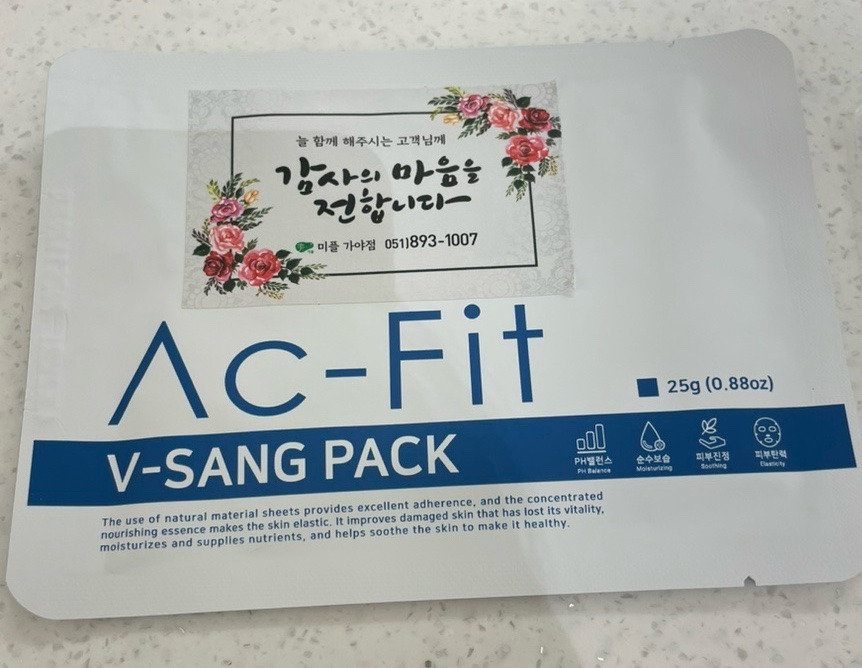 늘 함께 해주시는 고객님께
감사의 마음을
전합니다
미플 가야점 051)893-1007
Ac-Fit
25g (0.88oz)
V-SANG PACK
PH밸런스
PH Balance
순수보습
Moisturizing
피부진정
Soothing
피부탄력
Elasticity
The use of natural material sheets provides excellent adherence, and the concentrated
nourishing essence makes the skin elastic. It improves damaged skin that has lost its vitality,
moisturizes and supplies nutrients, and helps soothe the skin to make it healthy.